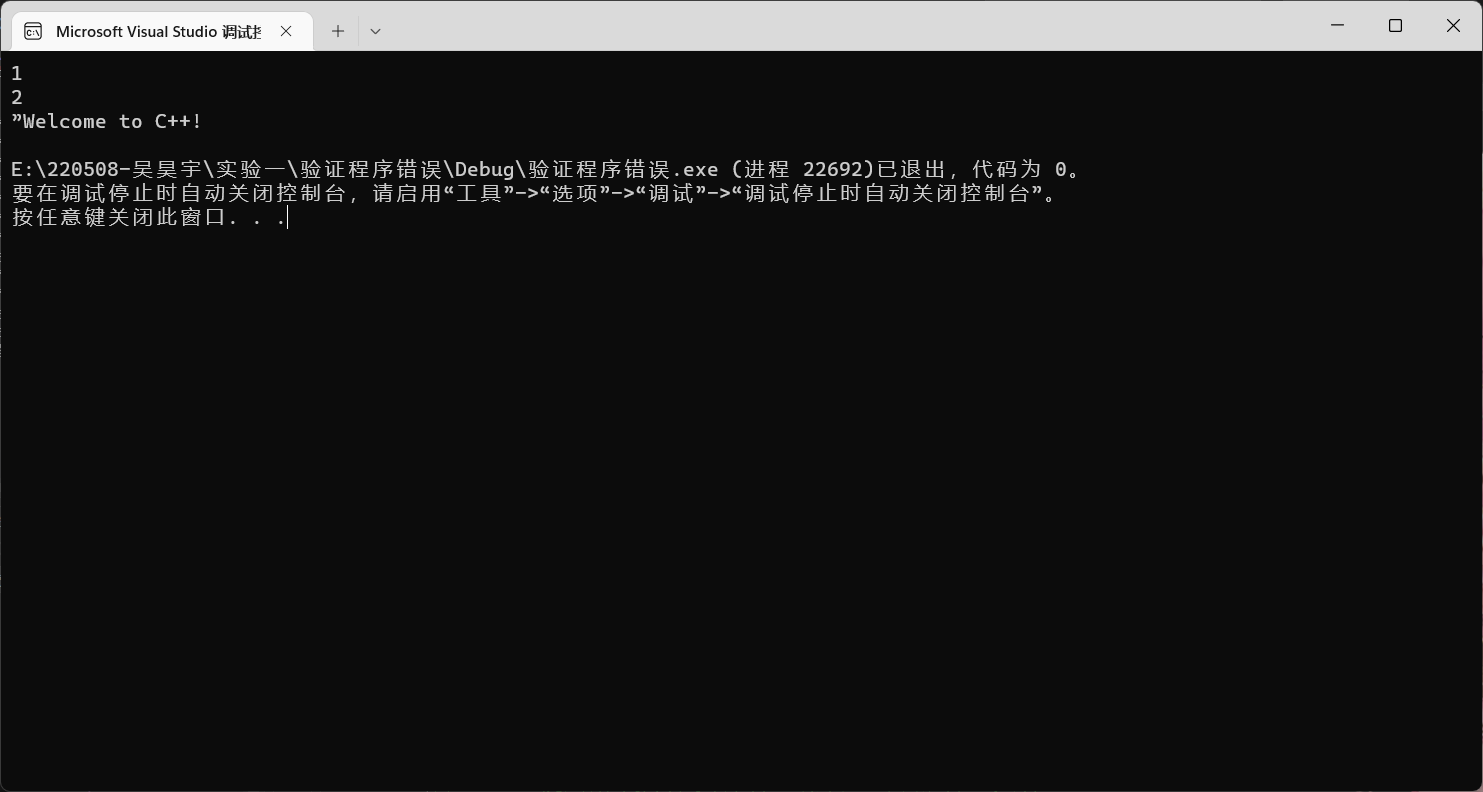 Microsoft Visual Studio 调试
1
2
”Welcome to C++!
E:\220508-吴昊宇\实验一\验证程序错误\Debug\验证程序错误.exe (进程 22692)已退出，代码为 0。
要在调试停止时自动关闭控制台，请启用“工具”->“选项”->“调试”->“调试停止时自动关闭控制台”。
按任意键关闭此窗口. . .